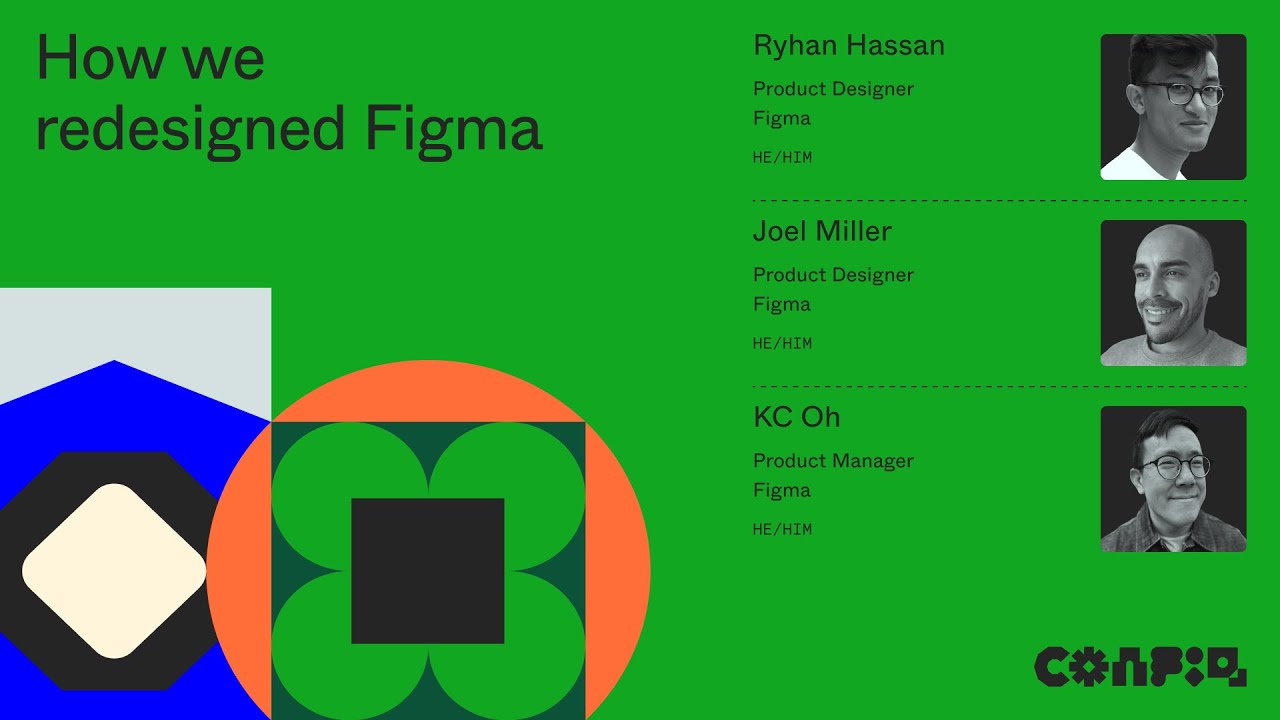 How we
redesigned Figma
Ryhan Hassan
Product Designer
Figma
HE/HIM
Joel Miller
Product Designer
Figma
HE/HIM
KC Oh
Product Manager
Figma
HE/HIM
CONFIG